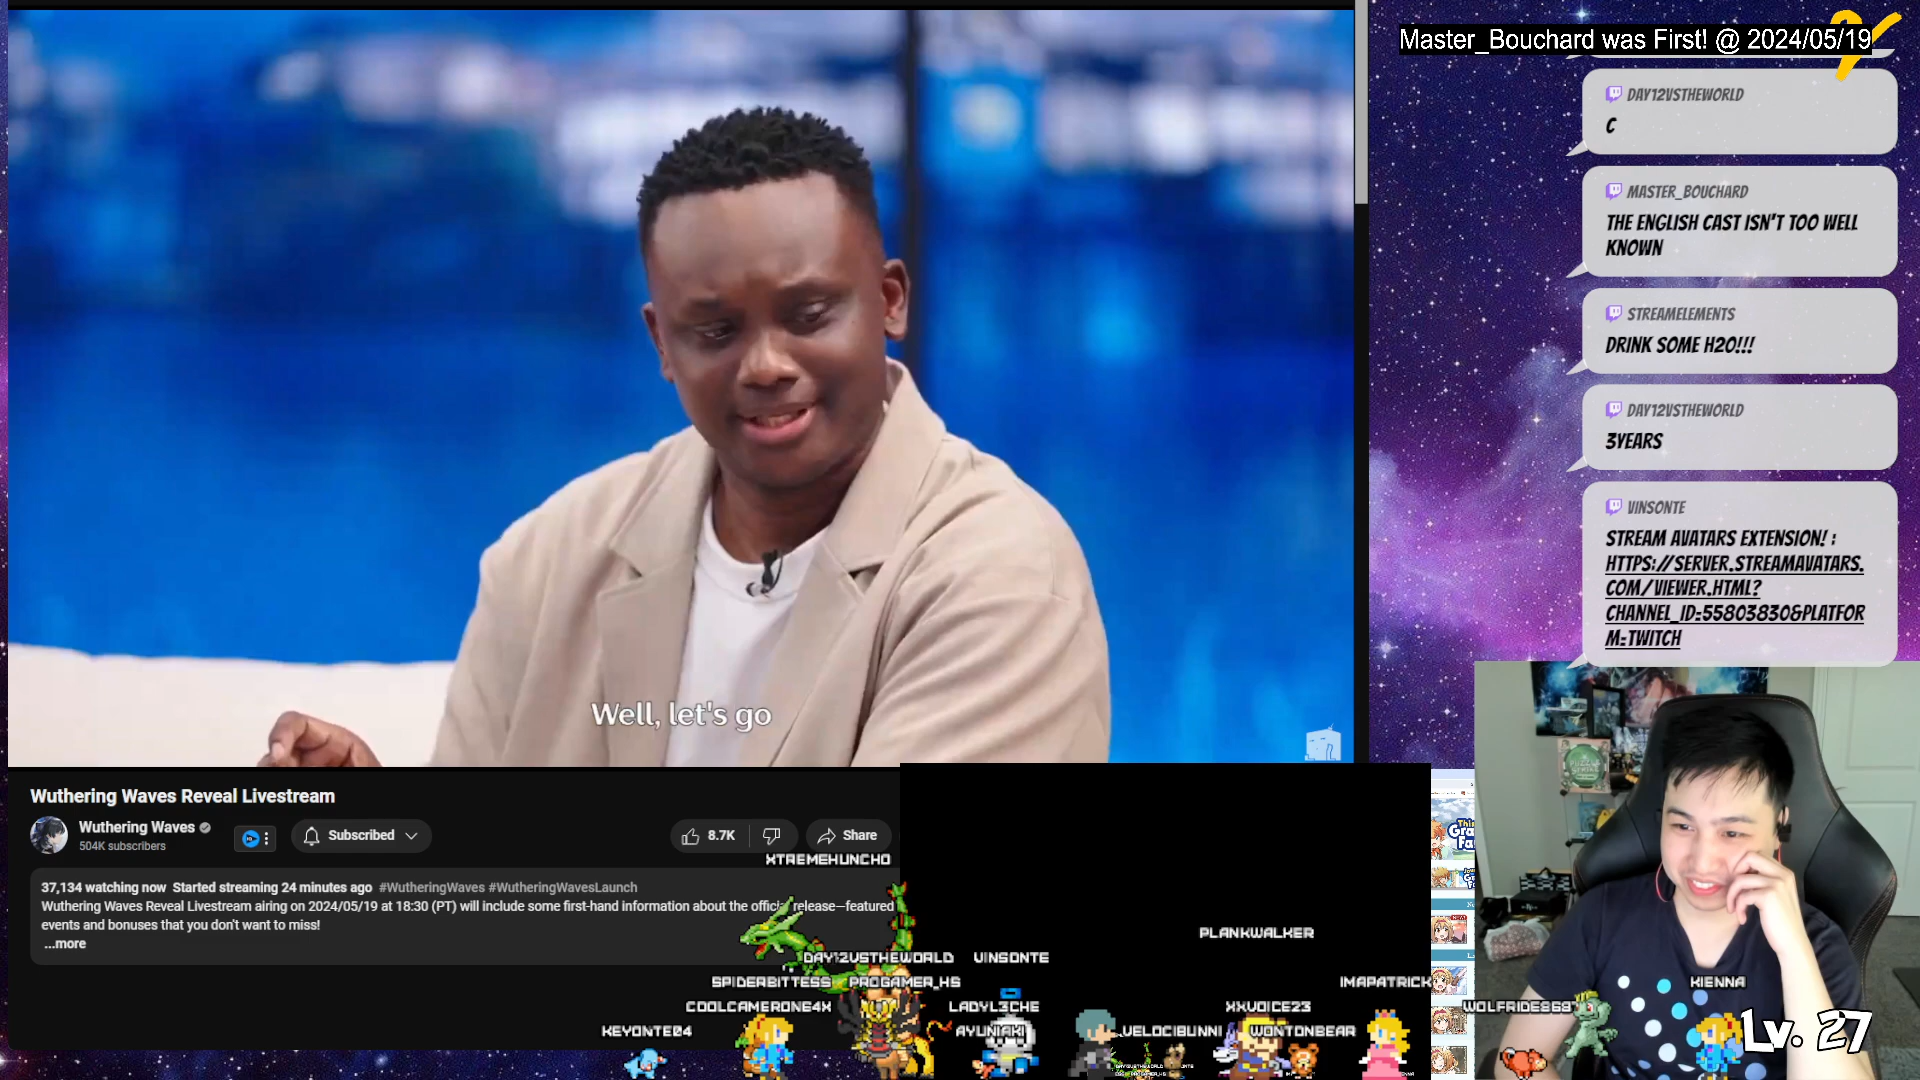 Master_Bouchard was First! @ 2024/05/19
DAY12VSTHEWORLD
C
MASTER_BOUCHARD
THE ENGLISH CAST ISN'T TOO WELL
KNOWN
STREAMELEMENTS
DRINK SOME H2O!!!
DAY12VSTHEWORLD
3YEARS
VINSONTE
STREAM AVATARS EXTENSION! :
HTTPS://SERVER.STREAMAVATARS.
COM/VIEWER.HTML?
CHANNEL_ID=55803830&PLATFOR
M=TWITCH
Well, let's go
Wuthering Waves Reveal Livestream
Wuthering Waves
504K subscribers
Subscribed
8.7K
Share
37,134 watching now Started streaming 24 minutes ago #WutheringWaves #WutheringWavesLaunch
Wuthering Waves Reveal Livestream airing on 2024/05/19 at 18:30 (PT) will include some first-hand information about the release—featured
events and bonuses that you don't want to miss!
...more
XTREMEHUNCHO
PLANKWALKER
DAY12VSTHEWORLD
VINSONTE
SPIDERBITTESS
PROGAMER_HS
IMAPATRICK
KIENNA
COOLCAMERONE4X
LADYL3CHE
XXVOICE23
KEYONTE04
AYUNIAKI
_VELOCIBUNNI
WONTONBEAR
Lv. 27